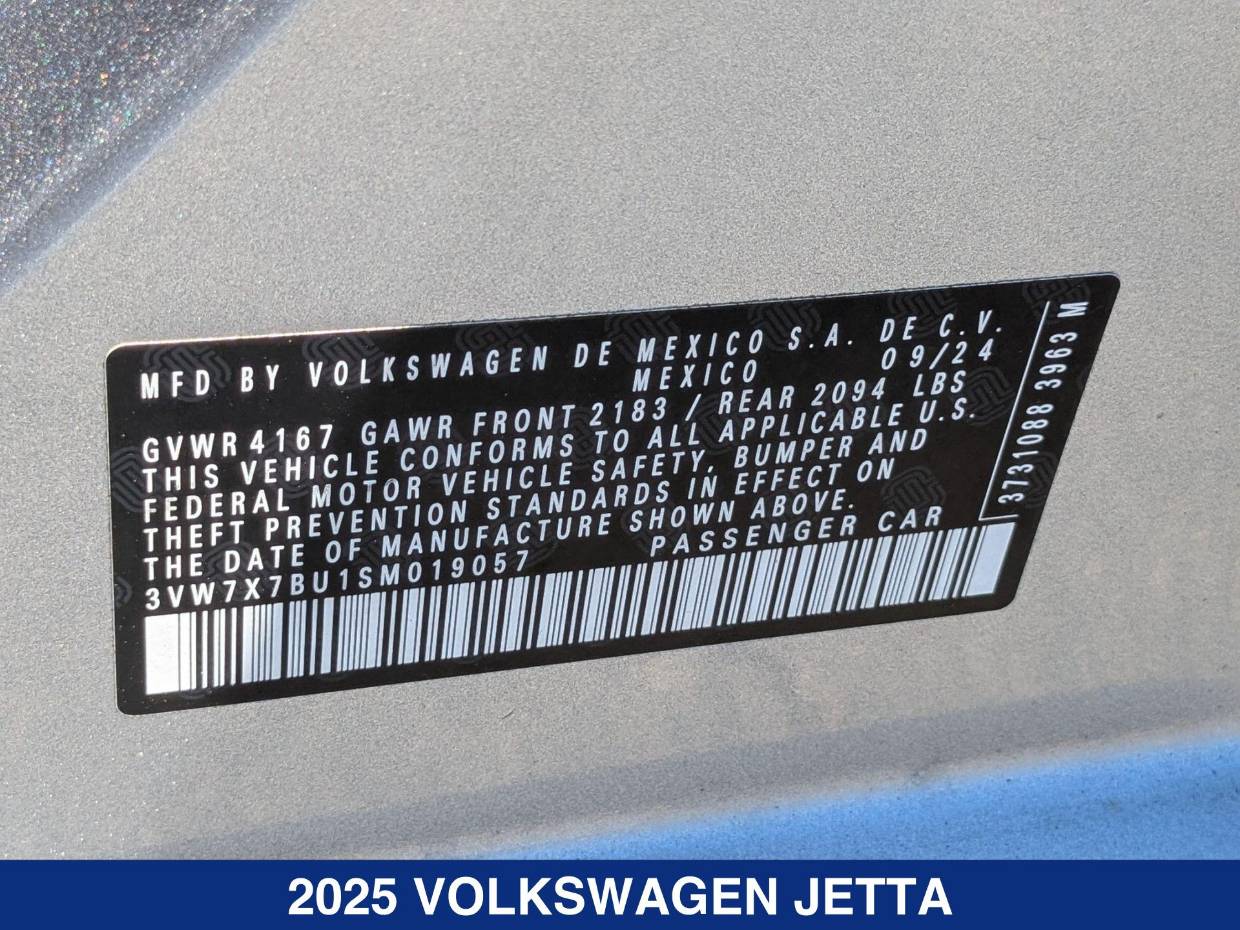 MFD BY VOLKSWAGEN DE MEXICO S.A. DE C.V.
MEXICO 09/24
GVWR 4167 GAWR FRONT 2183 / REAR 2094 LBS
THIS VEHICLE CONFORMS TO ALL APPLICABLE U.S.
FEDERAL MOTOR VEHICLE SAFETY, BUMPER AND
THEFT PREVENTION STANDARDS IN EFFECT ON
THE DATE OF MANUFACTURE SHOWN ABOVE.
3VW7X7BU1SM019057 PASSENGER CAR
3731088 3963 M
2025 VOLKSWAGEN JETTA